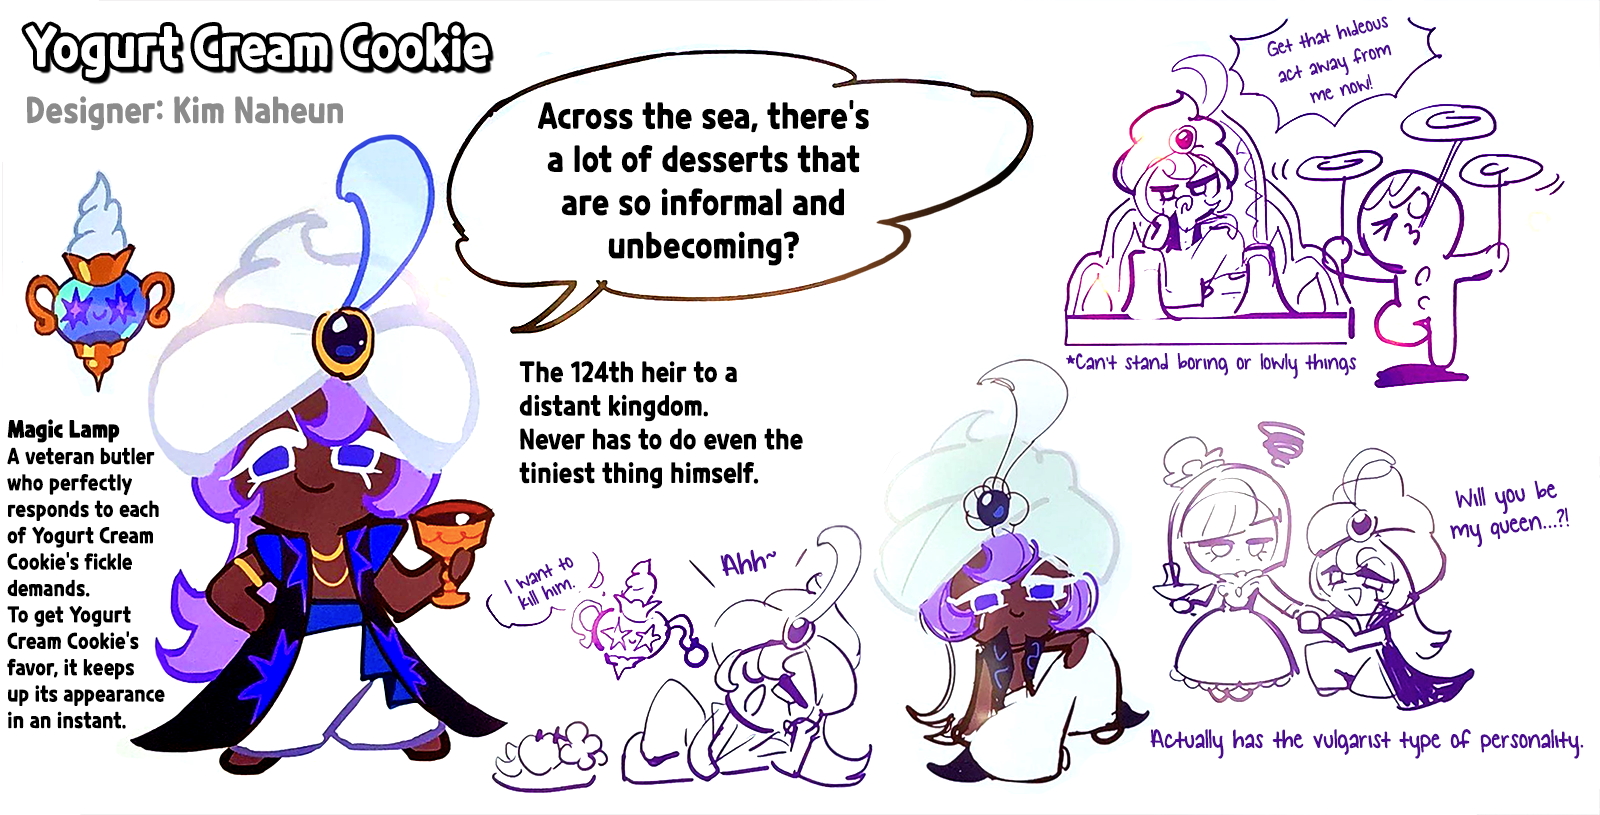 Yogurt Cream Cookie
Designer: Kim Naheun
Across the sea, there's
a lot of desserts that
are so informal and
unbecoming?
Get that hideous
act away from
me now!
*Can't stand boring or lowly things
The 124th heir to a
distant kingdom.
Never has to do even the
tiniest thing himself.
Magic Lamp
A veteran butler
who perfectly
responds to each
of Yogurt Cream
Cookie's fickle
demands.
To get Yogurt
Cream Cookie's
favor, it keeps
up its appearance
in an instant.
I want to
kill him.
Ahh~
Will you be
my queen...?!
Actually has the vulgarist type of personality.